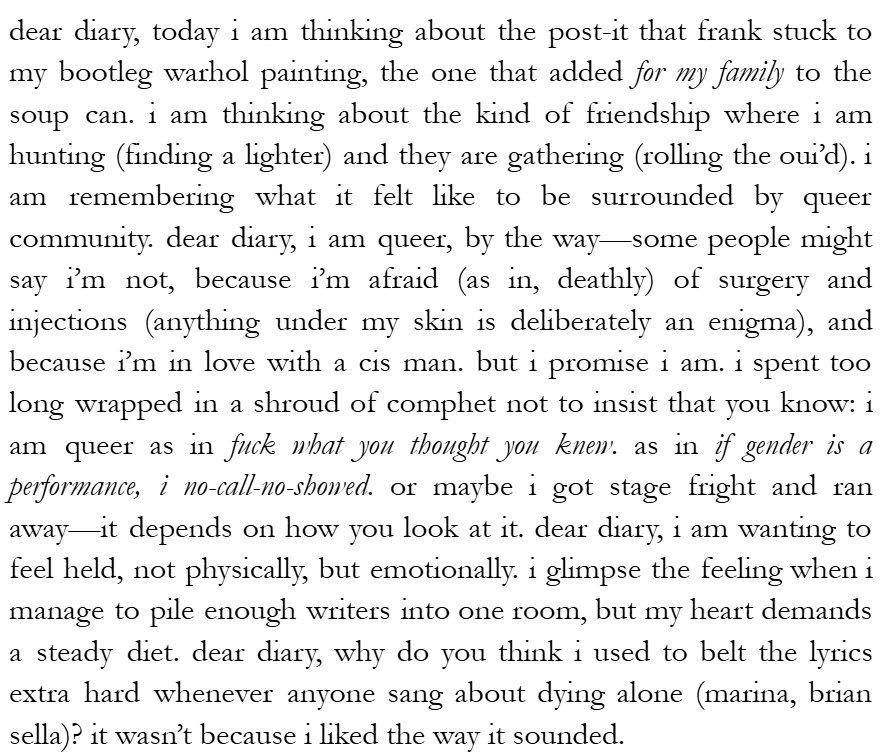 dear diary, today i am thinking about the post-it that frank stuck to
my bootleg warhol painting, the one that added for my family to the
soup can. i am thinking about the kind of friendship where i am
hunting (finding a lighter) and they are gathering (rolling the oui’d). i
am remembering what it felt like to be surrounded by queer
community. dear diary, i am queer, by the way—some people might
say i’m not, because i’m afraid (as in, deathly) of surgery and
injections (anything under my skin is deliberately an enigma), and
because i’m in love with a cis man. but i promise i am. i spent too
long wrapped in a shroud of comphet not to insist that you know: i
am queer as in fuck what you thought you knew. as in if gender is a
performance, i no-call-no-showed. or maybe i got stage fright and ran
away—it depends on how you look at it. dear diary, i am wanting to
feel held, not physically, but emotionally. i glimpse the feeling when i
manage to pile enough writers into one room, but my heart demands
a steady diet. dear diary, why do you think i used to belt the lyrics
extra hard whenever anyone sang about dying alone (marina, brian
sella)? it wasn’t because i liked the way it sounded.